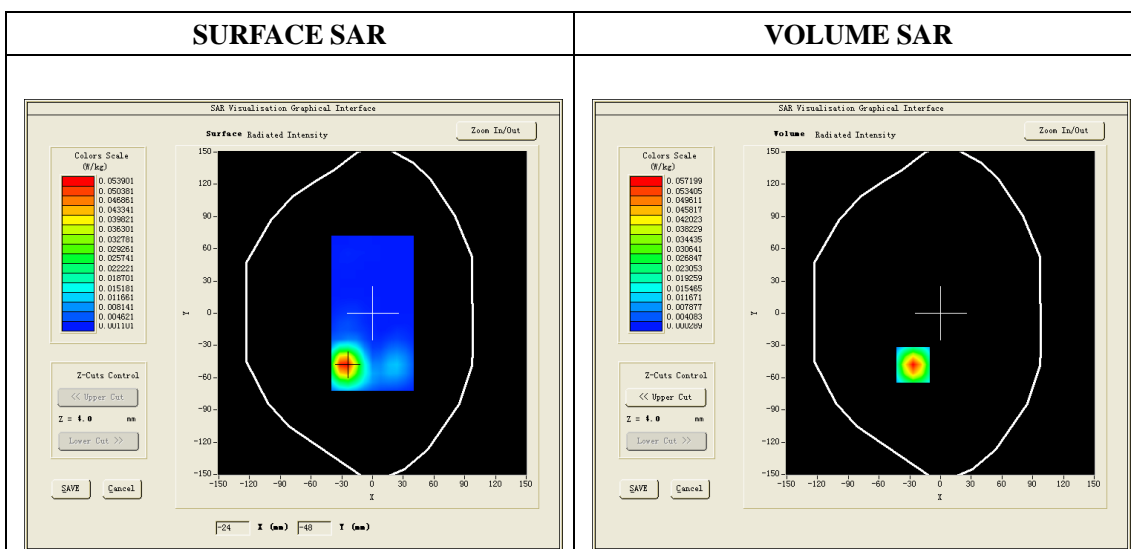 SURFACE SAR
VOLUME SAR
SAR Visualisation Graphical Interface
Surface Radiated Intensity
Zoom In/Out
Colors Scale
(W/kg)
0.053901
0.050381
0.046861
0.043341
0.039821
0.036301
0.032781
0.029261
0.025741
0.022221
0.018701
0.015181
0.011661
0.008141
0.004621
0.001101
Z-Cuts Control
<< Upper Cut
Z = 4.0 mm
Lower Cut >>
SAVE Cancel
150
120
90
60
30
0
-30
-60
-90
-120
-150
Y
-150 -120 -90 -60 -30 0 30 60 90 120 150
X
-24 X (mm) -48 Y (mm)
SAR Visualisation Graphical Interface
Volume Radiated Intensity
Zoom In/Out
Colors Scale
(W/kg)
0.057199
0.053405
0.049611
0.045817
0.042023
0.038229
0.034435
0.030641
0.026847
0.023053
0.019259
0.015465
0.011671
0.007877
0.004083
0.000289
Z-Cuts Control
<< Upper Cut
Z = 4.0 mm
Lower Cut >>
SAVE Cancel
150
120
90
60
30
0
-30
-60
-90
-120
-150
Y
-150 -120 -90 -60 -30 0 30 60 90 120 150
X